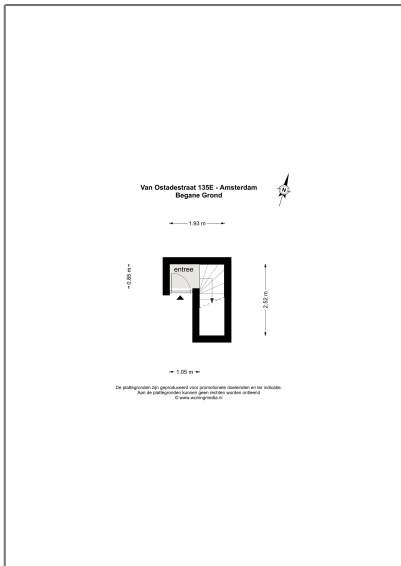 Van Ostadestraat 135E - Amsterdam
Begane Grond
N
1.93 m
entree
0.85 m
2.52 m
1.05 m
De plattegronden zijn geproduceerd voor promotionele doeleinden en ter indicatie.
Aan de plattegronden kunnen geen rechten worden ontleend
© www.woningmedia.nl